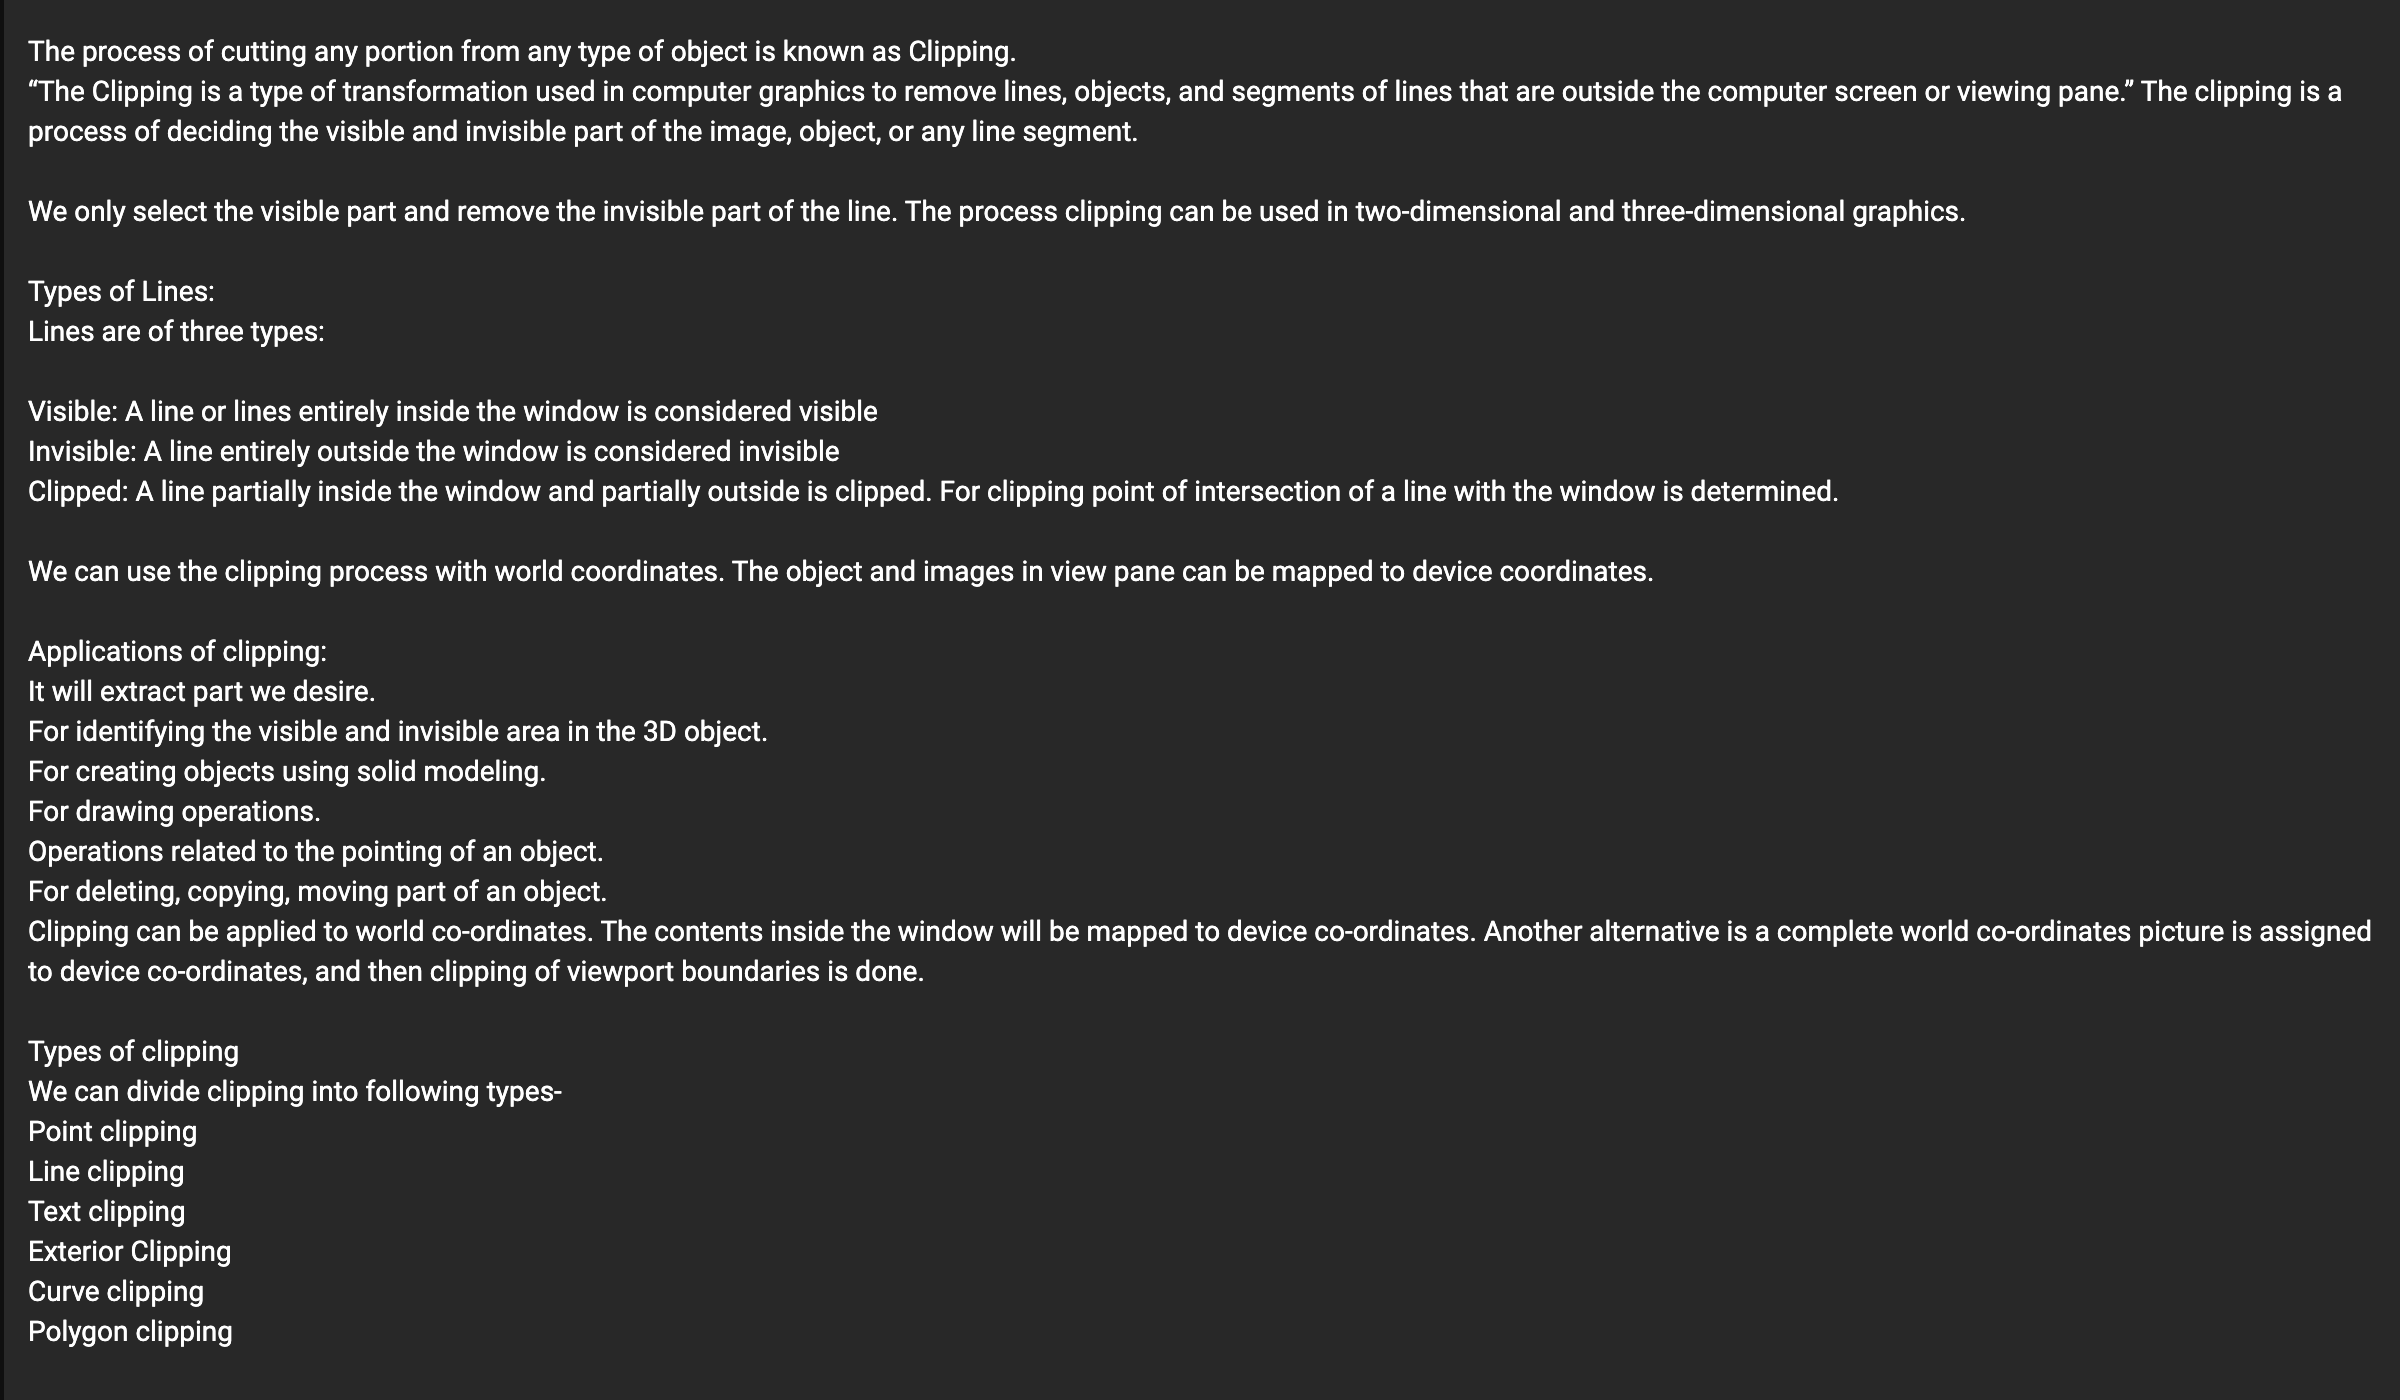 The process of cutting any portion from any type of object is known as Clipping.
“The Clipping is a type of transformation used in computer graphics to remove lines, objects, and segments of lines that are outside the computer screen or viewing pane.” The clipping is a
process of deciding the visible and invisible part of the image, object, or any line segment.
We only select the visible part and remove the invisible part of the line. The process clipping can be used in two-dimensional and three-dimensional graphics.
Types of Lines:
Lines are of three types:
Visible: A line or lines entirely inside the window is considered visible
Invisible: A line entirely outside the window is considered invisible
Clipped: A line partially inside the window and partially outside is clipped. For clipping point of intersection of a line with the window is determined.
We can use the clipping process with world coordinates. The object and images in view pane can be mapped to device coordinates.
Applications of clipping:
It will extract part we desire.
For identifying the visible and invisible area in the 3D object.
For creating objects using solid modeling.
For drawing operations.
Operations related to the pointing of an object.
For deleting, copying, moving part of an object.
Clipping can be applied to world co-ordinates. The contents inside the window will be mapped to device co-ordinates. Another alternative is a complete world co-ordinates picture is assigned
to device co-ordinates, and then clipping of viewport boundaries is done.
Types of clipping
We can divide clipping into following types-
Point clipping
Line clipping
Text clipping
Exterior Clipping
Curve clipping
Polygon clipping